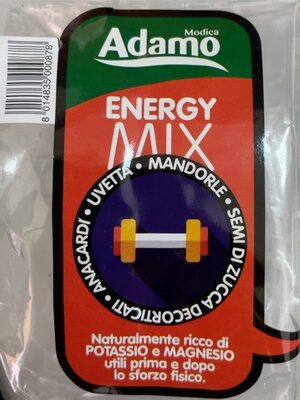 Modica
Adamo
8 014835 000878
ENERGY
MIX
ANACARDI • UVETTA • MANDORLE • SEMI DI ZUCCA DECORTICATI •
Naturalmente ricco di
POTASSIO e MAGNESIO
utili prima e dopo
lo sforzo fisico.